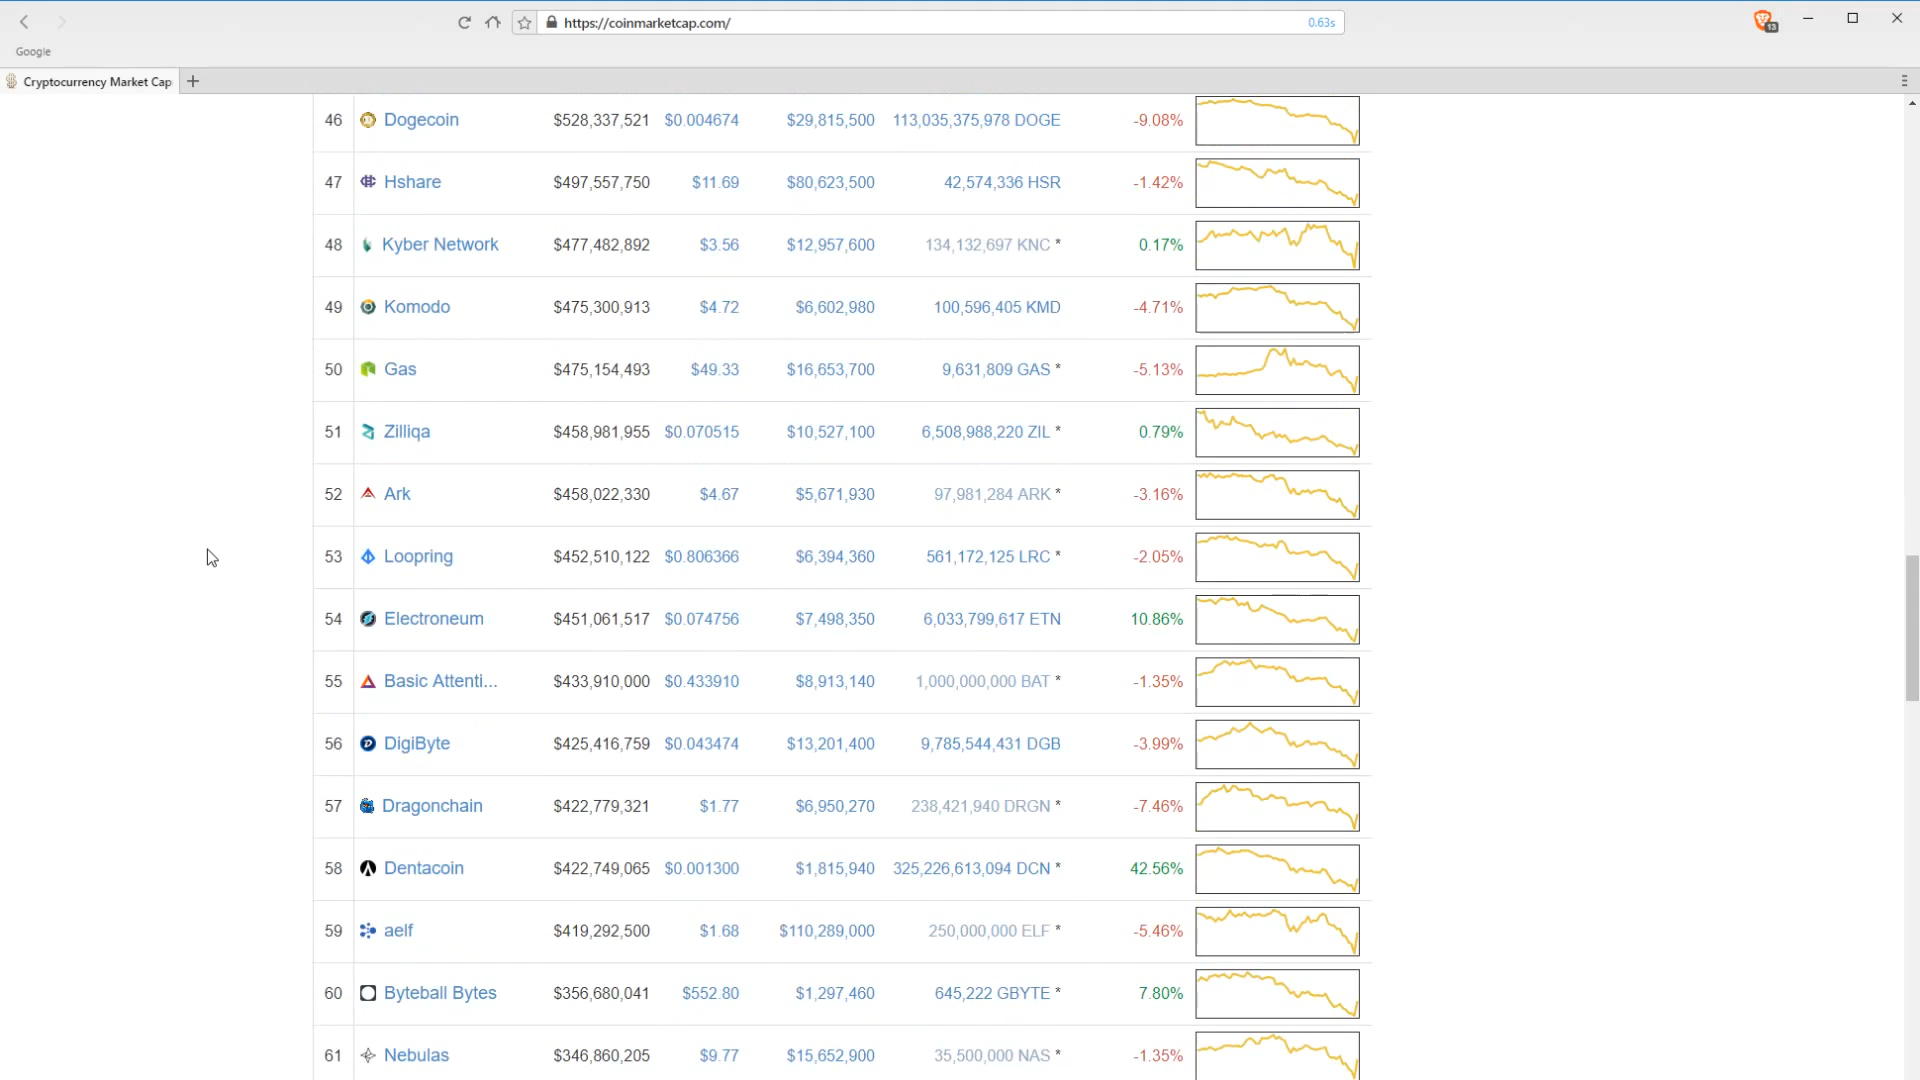 https://coinmarketcap.com/ 0.63s 13
Google
Cryptocurrency Market Cap
46 Dogecoin $528,337,521 $0.004674 $29,815,500 113,035,375,978 DOGE -9.08%
47 Hshare $497,557,750 $11.69 $80,623,500 42,574,336 HSR -1.42%
48 Kyber Network $477,482,892 $3.56 $12,957,600 134,132,697 KNC * 0.17%
49 Komodo $475,300,913 $4.72 $6,602,980 100,596,405 KMD -4.71%
50 Gas $475,154,493 $49.33 $16,653,700 9,631,809 GAS * -5.13%
51 Zilliqa $458,981,955 $0.070515 $10,527,100 6,508,988,220 ZIL * 0.79%
52 Ark $458,022,330 $4.67 $5,671,930 97,981,284 ARK * -3.16%
53 Loopring $452,510,122 $0.806366 $6,394,360 561,172,125 LRC * -2.05%
54 Electroneum $451,061,517 $0.074756 $7,498,350 6,033,799,617 ETN 10.86%
55 Basic Attenti... $433,910,000 $0.433910 $8,913,140 1,000,000,000 BAT * -1.35%
56 DigiByte $425,416,759 $0.043474 $13,201,400 9,785,544,431 DGB -3.99%
57 Dragonchain $422,779,321 $1.77 $6,950,270 238,421,940 DRGN * -7.46%
58 Dentacoin $422,749,065 $0.001300 $1,815,940 325,226,613,094 DCN * 42.56%
59 aelf $419,292,500 $1.68 $110,289,000 250,000,000 ELF * -5.46%
60 Byteball Bytes $356,680,041 $552.80 $1,297,460 645,222 GBYTE * 7.80%
61 Nebulas $346,860,205 $9.77 $15,652,900 35,500,000 NAS * -1.35%